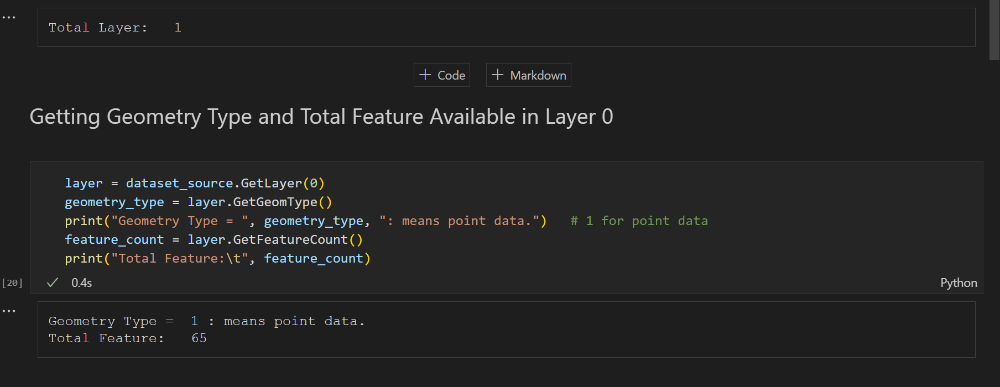 Total Layer:   1
+ Code   + Markdown
Getting Geometry Type and Total Feature Available in Layer 0
layer = dataset_source.GetLayer(0)
geometry_type = layer.GetGeomType()
print("Geometry Type = ", geometry_type, ": means point data.")   # 1 for point data
feature_count = layer.GetFeatureCount()
print("Total Feature:\t", feature_count)
[20]   ✓   0.4s   Python
Geometry Type =  1 : means point data.
Total Feature:   65